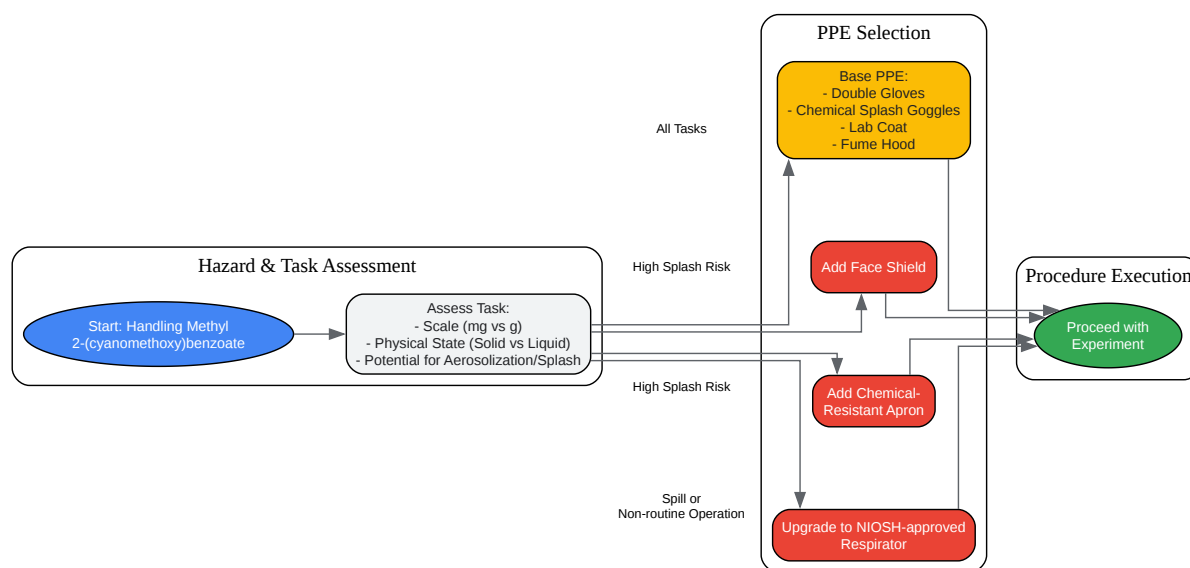 Hazard & Task Assessment
Start: Handling Methyl
2-(cyanomethoxy)benzoate
Assess Task:
- Scale (mg vs g)
- Physical State (Solid vs Liquid)
- Potential for Aerosolization/Splash
All Tasks
High Splash Risk
High Splash Risk
Spill or
Non-routine Operation
PPE Selection
Base PPE:
- Double Gloves
- Chemical Splash Goggles
- Lab Coat
- Fume Hood
Add Face Shield
Add Chemical-
Resistant Apron
Upgrade to NIOSH-approved
Respirator
Procedure Execution
Proceed with
Experiment